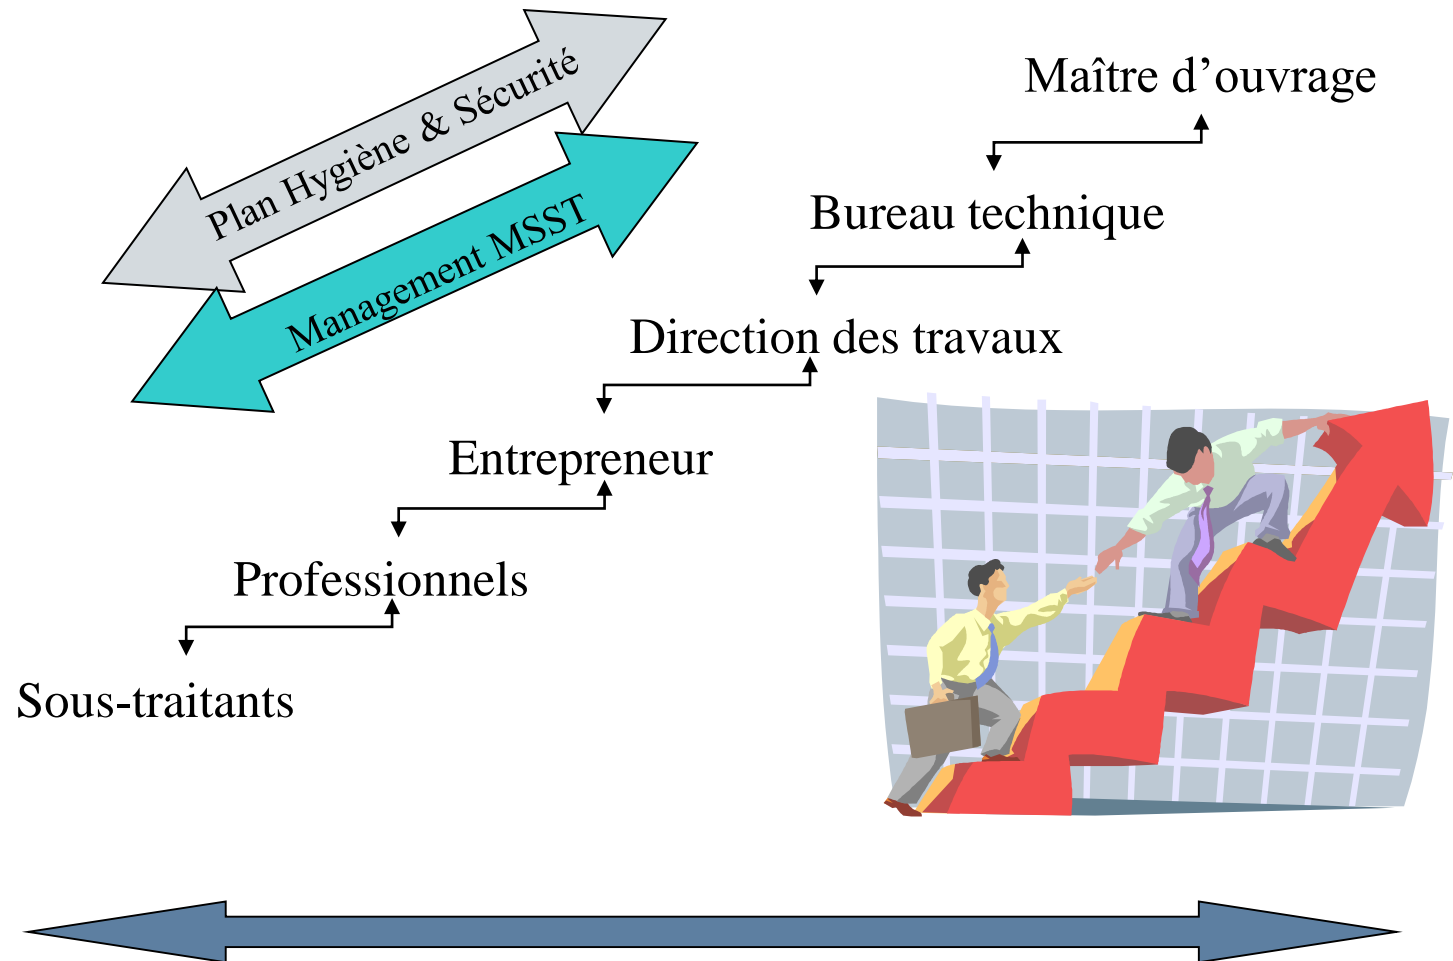 Plan Hygiène & Sécurité
Management MSST
Maître d’ouvrage
Bureau technique
Direction des travaux
Entrepreneur
Professionnels
Sous-traitants